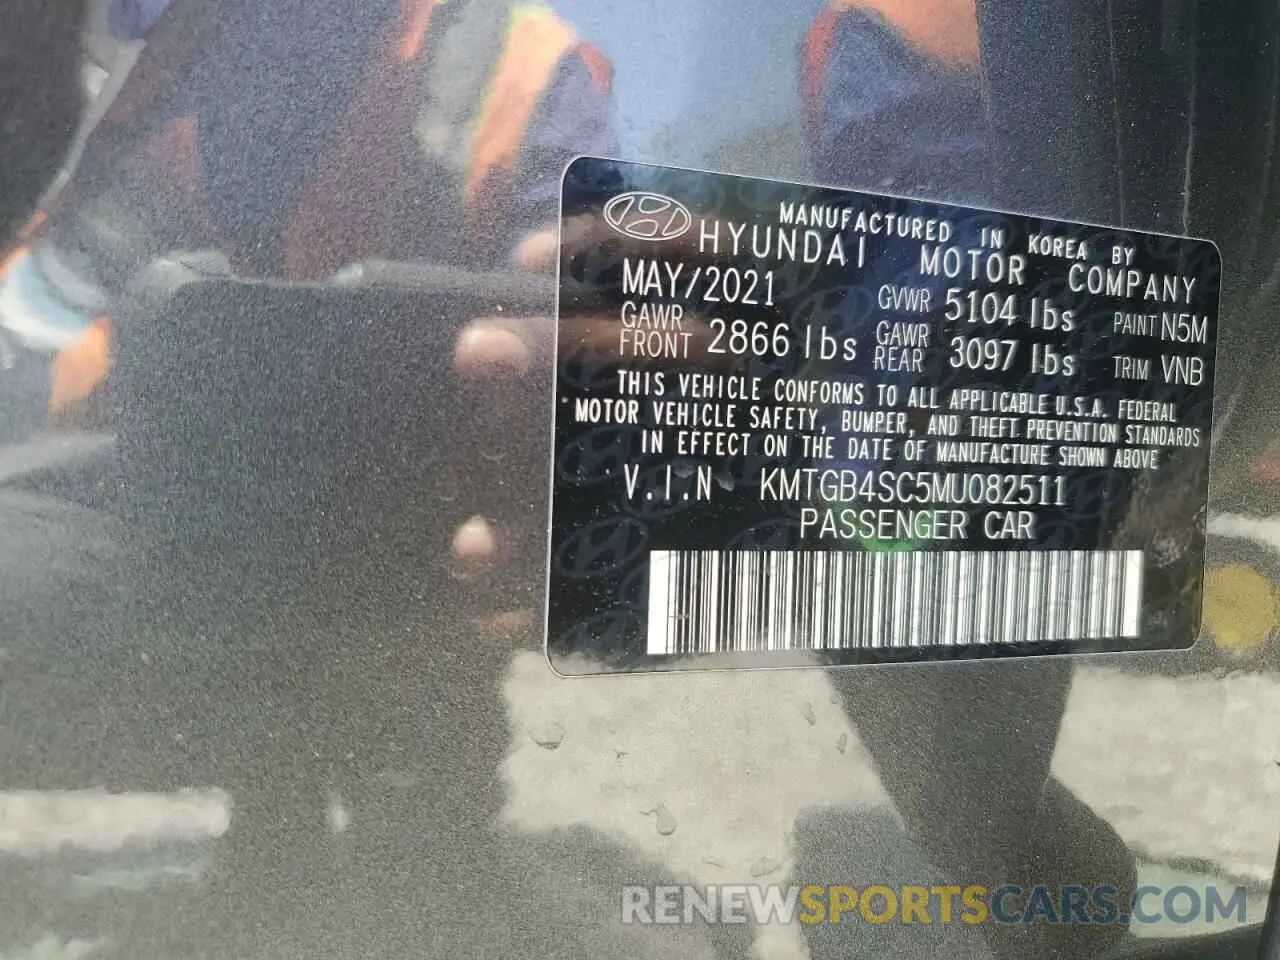 MANUFACTURED IN KOREA BY
HYUNDAI MOTOR COMPANY
MAY/2021 GVWR 5104 lbs PAINT N5M
GAWR FRONT 2866 lbs GAWR REAR 3097 lbs TRIM VNB
THIS VEHICLE CONFORMS TO ALL APPLICABLE U.S.A. FEDERAL
MOTOR VEHICLE SAFETY, BUMPER, AND THEFT PREVENTION STANDARDS
IN EFFECT ON THE DATE OF MANUFACTURE SHOWN ABOVE
V.I.N KMTGB4SC5MU082511
PASSENGER CAR
RENEWSPORTSCARS.COM